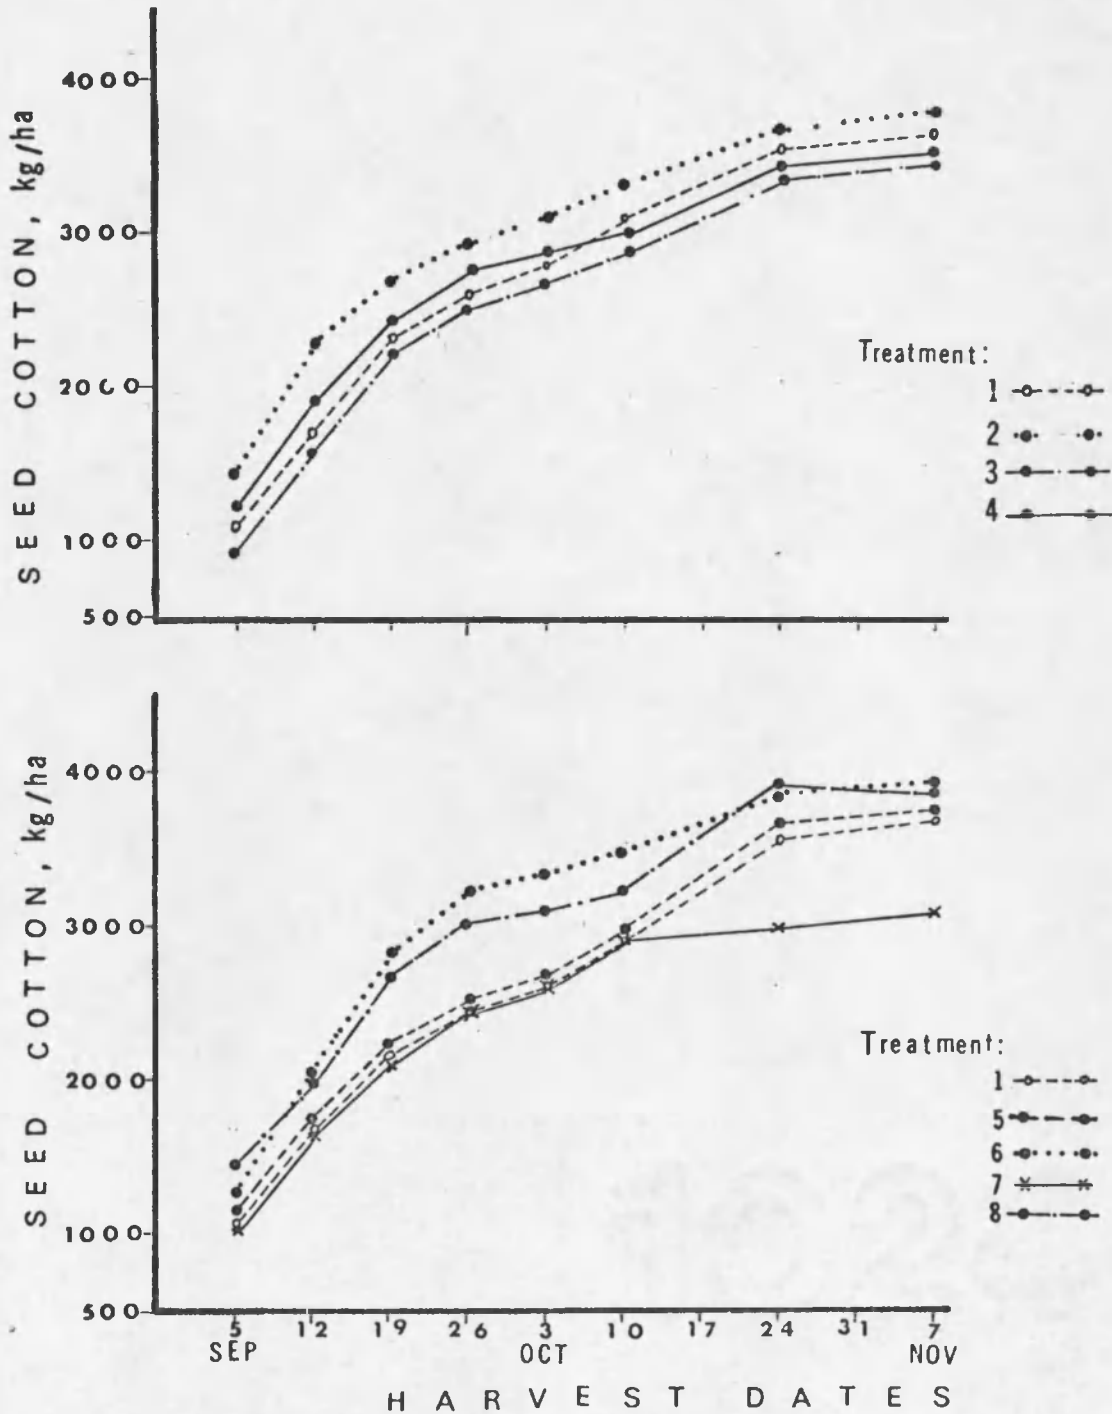 SEED COTTON, kg/ha
4000
3000
2000
1000
500
Treatment:
1
2
3
4
SEED COTTON, kg/ha
4000
3000
2000
1000
500
Treatment:
1
5
6
7
8
5 12 19 26 3 10 17 24 31 7
SEP OCT NOV
HARVEST DATES